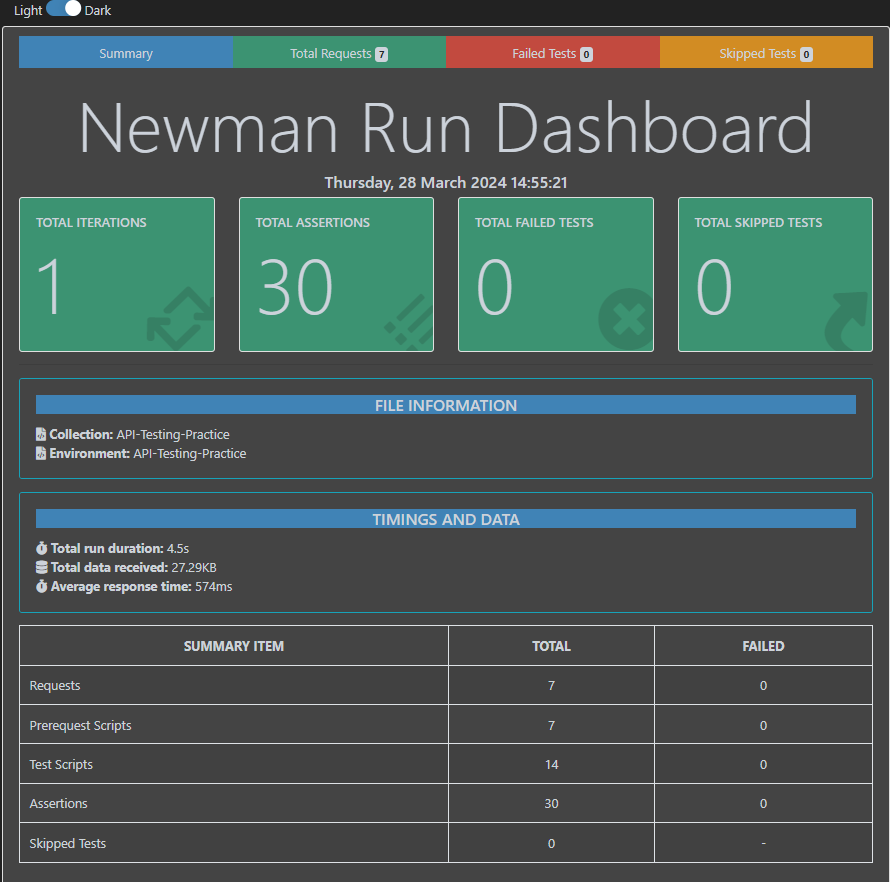 Light Dark
Summary Total Requests 7 Failed Tests 0 Skipped Tests 0
Newman Run Dashboard
Thursday, 28 March 2024 14:55:21
TOTAL ITERATIONS TOTAL ASSERTIONS TOTAL FAILED TESTS TOTAL SKIPPED TESTS
1 30 0 0
FILE INFORMATION
Collection: API-Testing-Practice
Environment: API-Testing-Practice
TIMINGS AND DATA
Total run duration: 4.5s
Total data received: 27.29KB
Average response time: 574ms
SUMMARY ITEM TOTAL FAILED
Requests 7 0
Prerequest Scripts 7 0
Test Scripts 14 0
Assertions 30 0
Skipped Tests 0 -